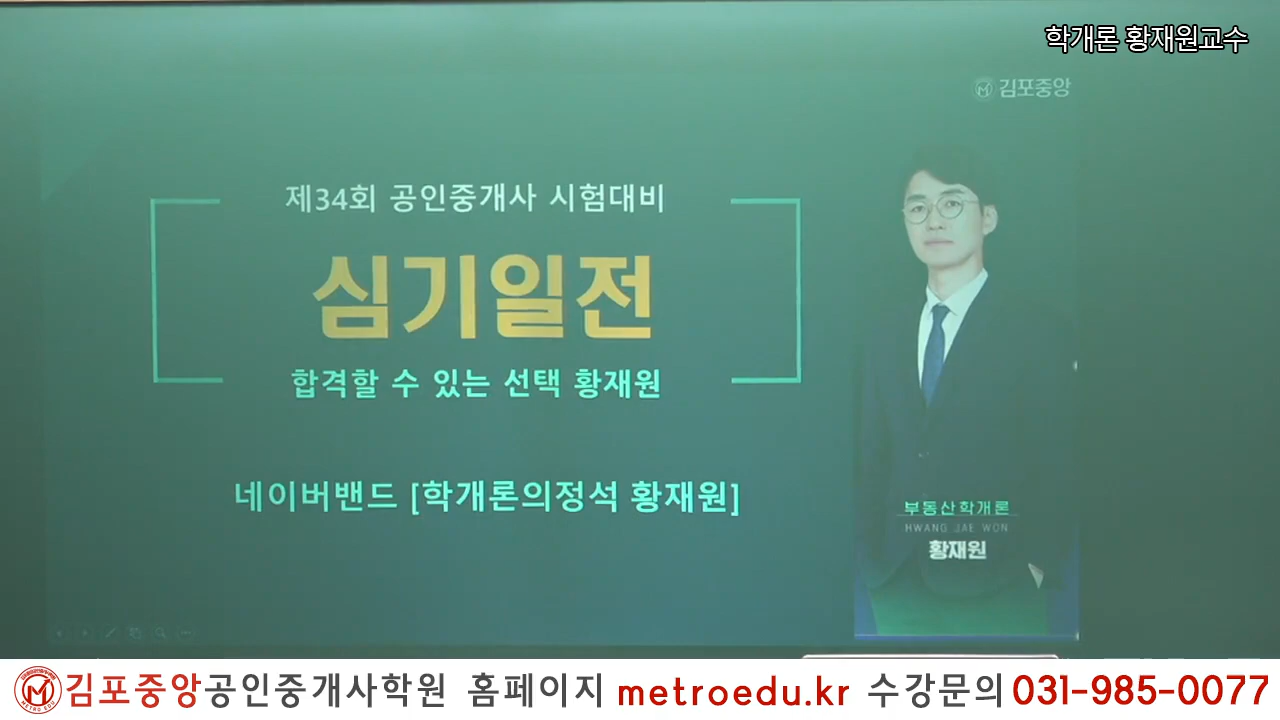 학개론 황재원교수
김포중앙
제34회 공인중개사 시험대비
심기일전
합격할 수 있는 선택 황재원
네이버밴드 [학개론의정석 황재원]
부동산학개론
HWANG JAE WON
황재원
김포중앙공인중개사학원 홈페이지 metroedu.kr 수강문의 031-985-0077